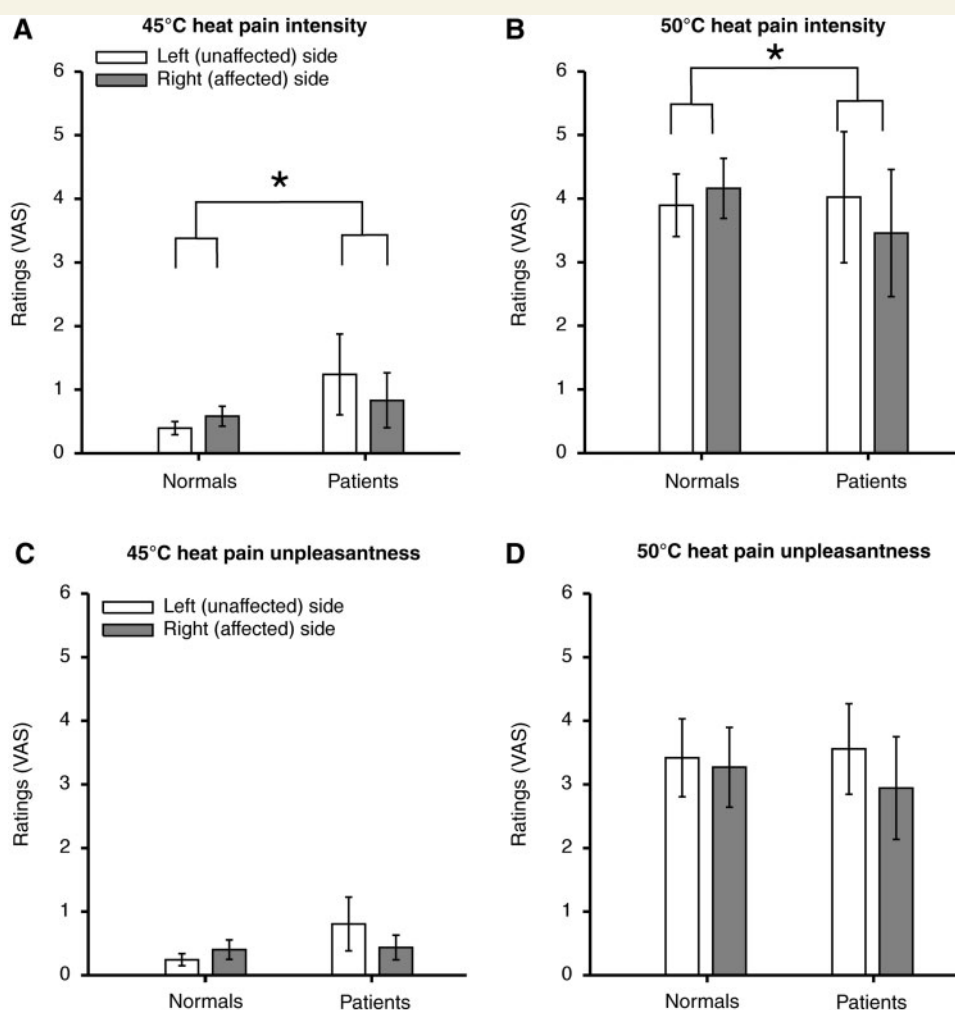 A
45°C heat pain intensity
Left (unaffected) side
Right (affected) side
6
5
4
3
2
1
0
Ratings (VAS)
*
Normals
Patients
B
50°C heat pain intensity
6
5
4
3
2
1
0
Ratings (VAS)
*
Normals
Patients
C
45°C heat pain unpleasantness
Left (unaffected) side
Right (affected) side
6
5
4
3
2
1
0
Ratings (VAS)
Normals
Patients
D
50°C heat pain unpleasantness
6
5
4
3
2
1
0
Ratings (VAS)
Normals
Patients